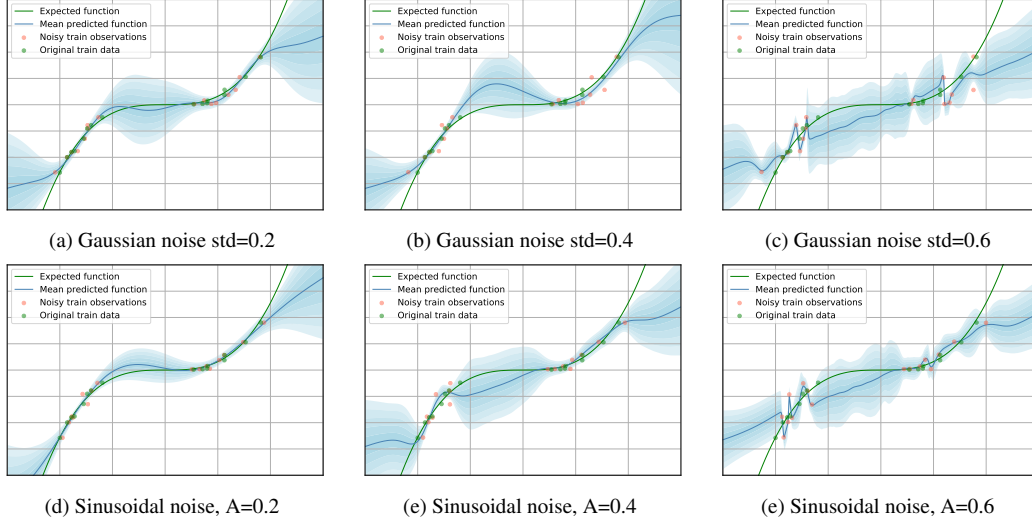 Expected function
Mean predicted function
Noisy train observations
Original train data
Expected function
Mean predicted function
Noisy train observations
Original train data
Expected function
Mean predicted function
Noisy train observations
Original train data
(a) Gaussian noise std=0.2
(b) Gaussian noise std=0.4
(c) Gaussian noise std=0.6
Expected function
Mean predicted function
Noisy train observations
Original train data
Expected function
Mean predicted function
Noisy train observations
Original train data
Expected function
Mean predicted function
Noisy train observations
Original train data
(d) Sinusoidal noise, A=0.2
(e) Sinusoidal noise, A=0.4
(e) Sinusoidal noise, A=0.6